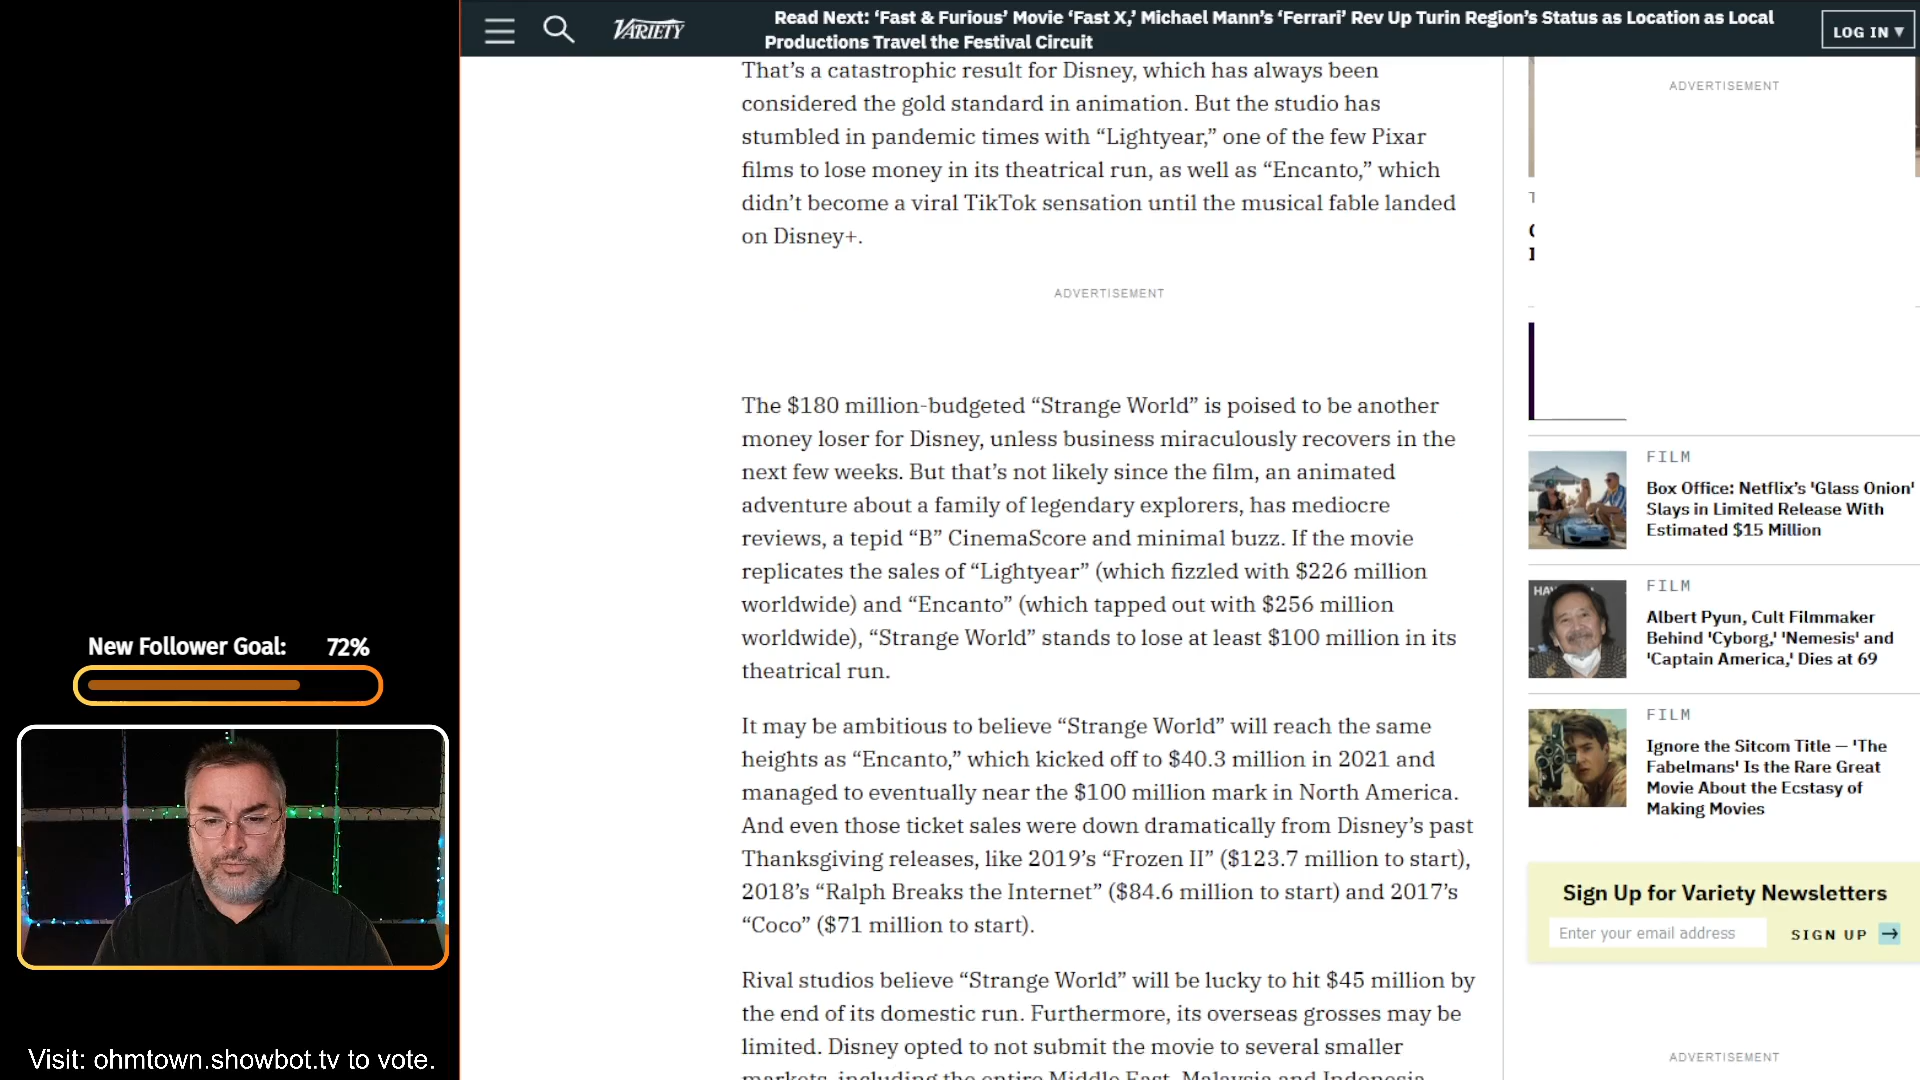 VARIETY
Read Next: ‘Fast & Furious’ Movie ‘Fast X,’ Michael Mann’s ‘Ferrari’ Rev Up Turin Region’s Status as Location as Local
Productions Travel the Festival Circuit
LOG IN ▼
That’s a catastrophic result for Disney, which has always been
considered the gold standard in animation. But the studio has
stumbled in pandemic times with “Lightyear,” one of the few Pixar
films to lose money in its theatrical run, as well as “Encanto,” which
didn’t become a viral TikTok sensation until the musical fable landed
on Disney+.
ADVERTISEMENT
The $180 million-budgeted “Strange World” is poised to be another
money loser for Disney, unless business miraculously recovers in the
next few weeks. But that’s not likely since the film, an animated
adventure about a family of legendary explorers, has mediocre
reviews, a tepid “B” CinemaScore and minimal buzz. If the movie
replicates the sales of “Lightyear” (which fizzled with $226 million
worldwide) and “Encanto” (which tapped out with $256 million
worldwide), “Strange World” stands to lose at least $100 million in its
theatrical run.
It may be ambitious to believe “Strange World” will reach the same
heights as “Encanto,” which kicked off to $40.3 million in 2021 and
managed to eventually near the $100 million mark in North America.
And even those ticket sales were down dramatically from Disney’s past
Thanksgiving releases, like 2019’s “Frozen II” ($123.7 million to start),
2018’s “Ralph Breaks the Internet” ($84.6 million to start) and 2017’s
“Coco” ($71 million to start).
Rival studios believe “Strange World” will be lucky to hit $45 million by
the end of its domestic run. Furthermore, its overseas grosses may be
limited. Disney opted to not submit the movie to several smaller
markets, including the entire Middle East, Malaysia and Indonesia
ADVERTISEMENT
FILM
Box Office: Netflix’s 'Glass Onion'
Slays in Limited Release With
Estimated $15 Million
FILM
Albert Pyun, Cult Filmmaker
Behind 'Cyborg,' 'Nemesis' and
'Captain America,' Dies at 69
FILM
Ignore the Sitcom Title — 'The
Fabelmans' Is the Rare Great
Movie About the Ecstasy of
Making Movies
Sign Up for Variety Newsletters
Enter your email address
SIGN UP →
ADVERTISEMENT
New Follower Goal: 72%
Visit: ohmtown.showbot.tv to vote.